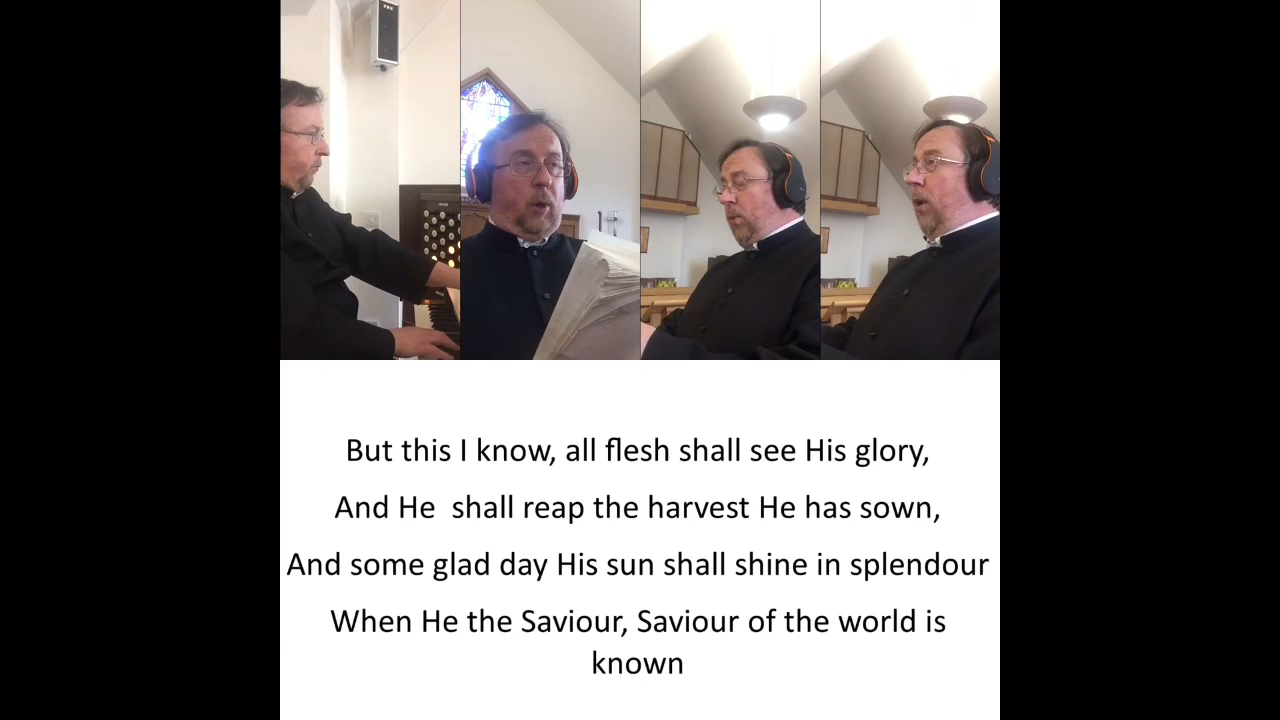 But this I know, all flesh shall see His glory,
And He  shall reap the harvest He has sown,
And some glad day His sun shall shine in splendour
When He the Saviour, Saviour of the world is
known